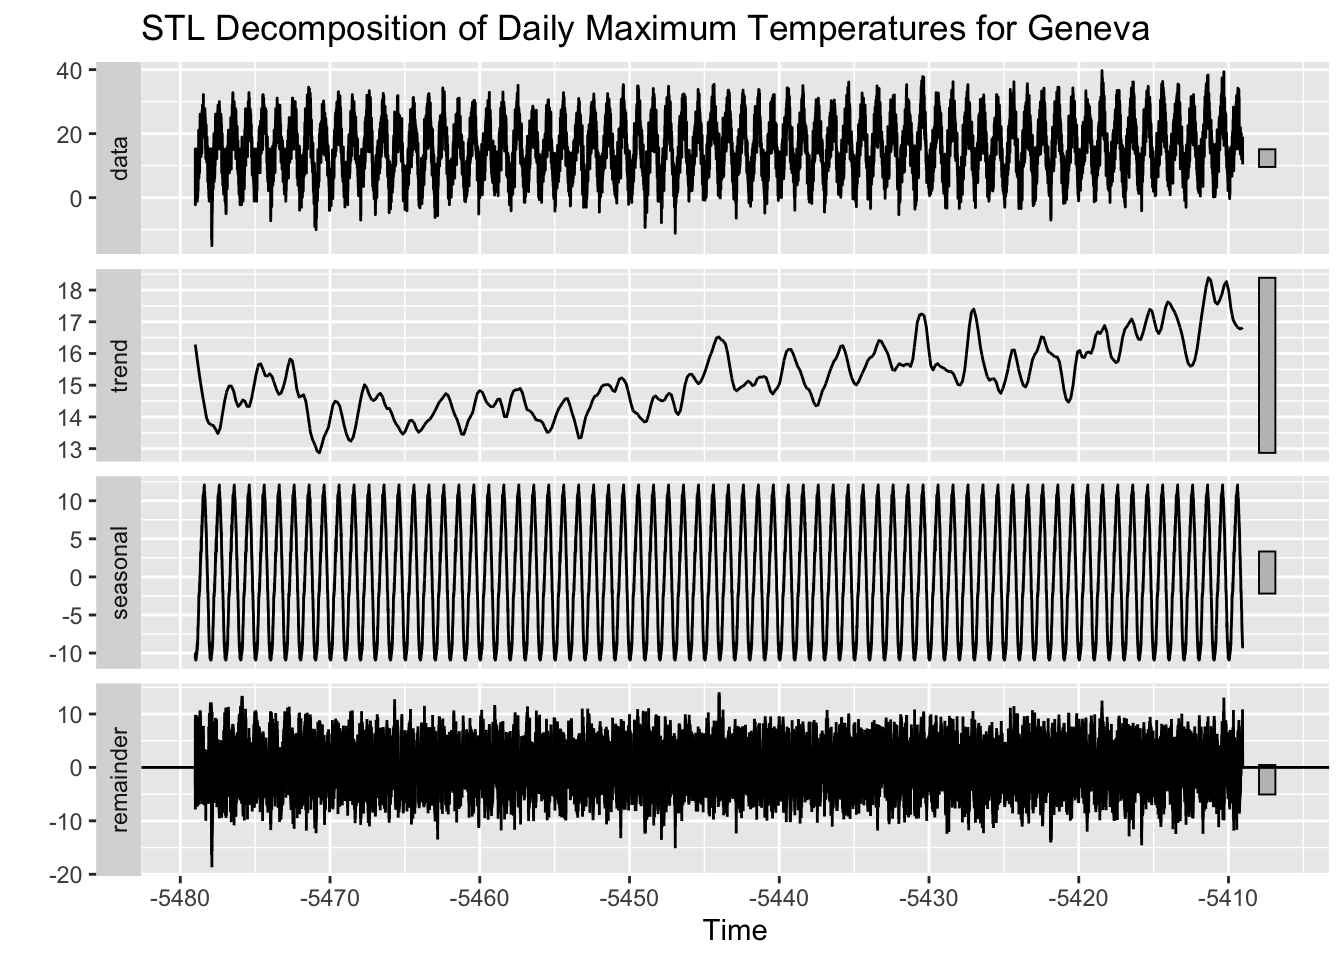 STL Decomposition of Daily Maximum Temperatures for Geneva
40
20
0
data
18
17
16
15
14
13
trend
10
5
0
-5
-10
seasonal
10
0
-10
-20
remainder
-5480 -5470 -5460 -5450 -5440 -5430 -5420 -5410
Time